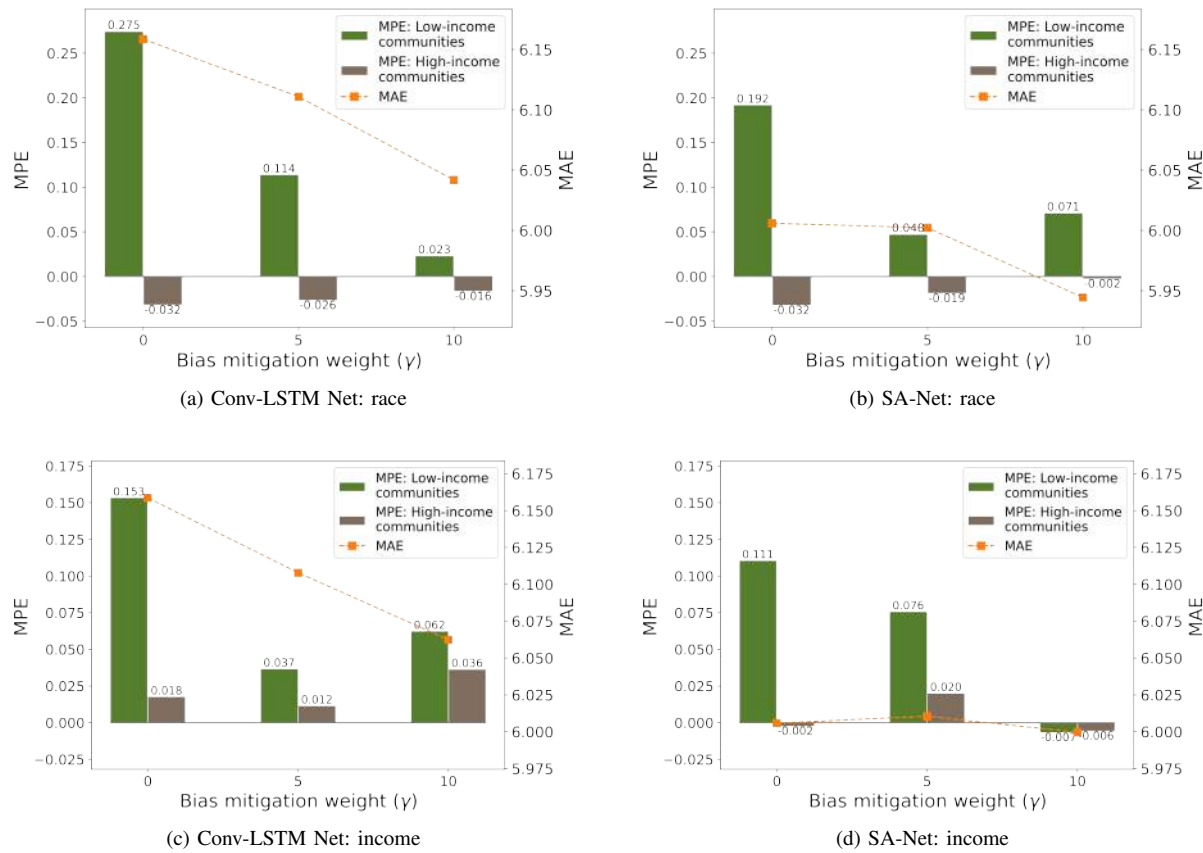 0.275
MPE: Low-income
communities
MPE: High-income
communities
MAE
0.25
0.20
0.15
0.10
0.05
0.00
−0.05
MPE
6.15
6.10
6.05
6.00
5.95
MAE
0.114
0.023
-0.032
-0.026
-0.016
0
5
10
Bias mitigation weight (γ)
(a) Conv-LSTM Net: race
MPE: Low-income
communities
MPE: High-income
communities
MAE
0.25
0.20
0.15
0.10
0.05
0.00
−0.05
MPE
6.15
6.10
6.05
6.00
5.95
MAE
0.192
0.071
-0.032
-0.019
-0.002
0
5
10
Bias mitigation weight (γ)
(b) SA-Net: race
0.175
0.150
0.125
0.100
0.075
0.050
0.025
0.000
−0.025
MPE
MPE: Low-income
communities
MPE: High-income
communities
MAE
6.175
6.150
6.125
6.100
6.075
6.050
6.025
6.000
5.975
MAE
0.153
0.018
0.037
0.012
0.062
0.036
0
5
10
Bias mitigation weight (γ)
(c) Conv-LSTM Net: income
0.175
0.150
0.125
0.100
0.075
0.050
0.025
0.000
−0.025
MPE
MPE: Low-income
communities
MPE: High-income
communities
MAE
6.175
6.150
6.125
6.100
6.075
6.050
6.025
6.000
5.975
MAE
0.111
-0.002
0.076
0.020
-0.007
-0.006
0
5
10
Bias mitigation weight (γ)
(d) SA-Net: income